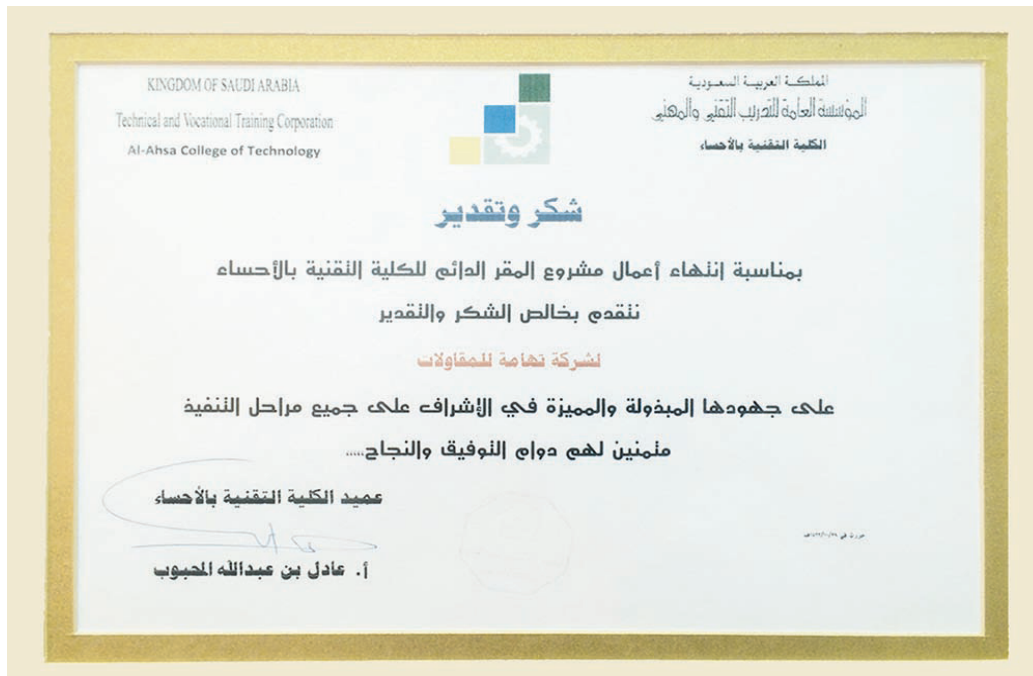 المملكة العربية السعودية
المؤسسة العامة للتدريب التقني والمهني
الكلية التقنية بالأحساء
KINGDOM OF SAUDI ARABIA
Technical and Vocational Training Corporation
Al-Ahsa College of Technology
شكر وتقدير
بمناسبة إنتهاء أعمال مشروع المقر الدائم للكلية التقنية بالأحساء
نتقدم بخالص الشكر والتقدير
لشركة تهامة للمقاولات
على جهودها المبذولة والمميزة في الإشراف على جميع مراحل التنفيذ
متمنين لهم دوام التوفيق والنجاح.....
عميد الكلية التقنية بالأحساء
أ. عادل بن عبدالله المحبوب
حررت في